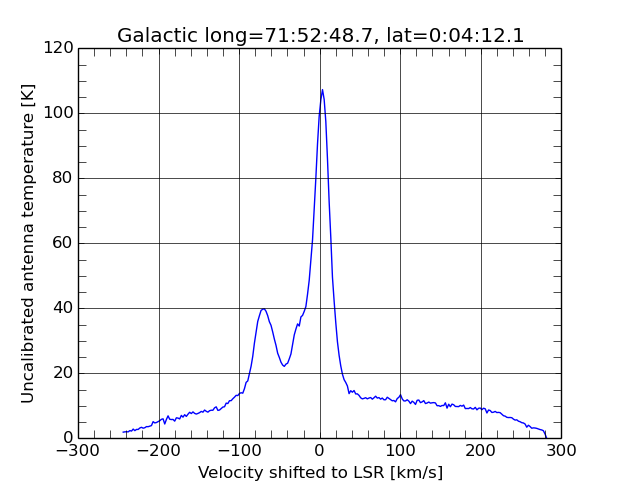 Galactic long=71:52:48.7, lat=0:04:12.1
Uncalibrated antenna temperature [K]
120
100
80
60
40
20
0
−300 −200 −100 0 100 200 300
Velocity shifted to LSR [km/s]